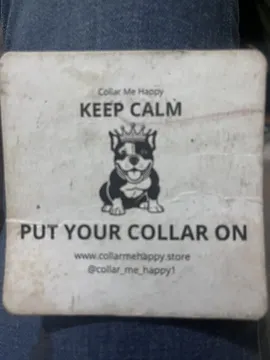 Collar Me Happy
KEEP CALM
PUT YOUR COLLAR ON
www.collarmehappy.store
@collar_me_happy1